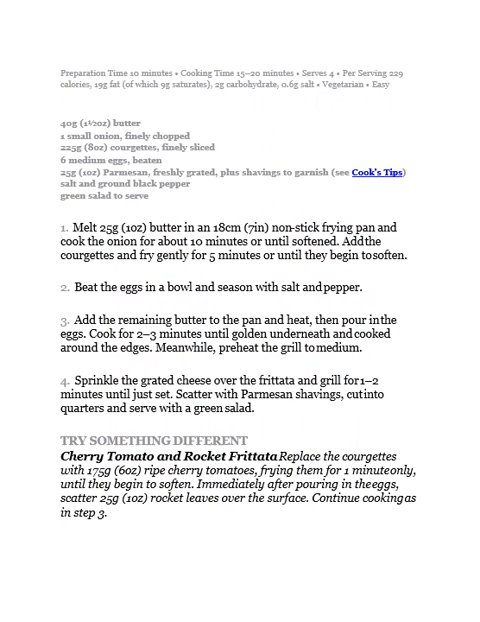 Preparation Time 10 minutes • Cooking Time 15–20 minutes • Serves 4 • Per Serving 229
calories, 19g fat (of which 9g saturates), 2g carbohydrate, 0.6g salt • Vegetarian • Easy
40g (1½oz) butter
1 small onion, finely chopped
225g (8oz) courgettes, finely sliced
6 medium eggs, beaten
25g (1oz) Parmesan, freshly grated, plus shavings to garnish (see Cook's Tips)
salt and ground black pepper
green salad to serve
1. Melt 25g (1oz) butter in an 18cm (7in) non-stick frying pan and
cook the onion for about 10 minutes or until softened. Add the
courgettes and fry gently for 5 minutes or until they begin to soften.
2. Beat the eggs in a bowl and season with salt and pepper.
3. Add the remaining butter to the pan and heat, then pour in the
eggs. Cook for 2–3 minutes until golden underneath and cooked
around the edges. Meanwhile, preheat the grill to medium.
4. Sprinkle the grated cheese over the frittata and grill for 1–2
minutes until just set. Scatter with Parmesan shavings, cut into
quarters and serve with a green salad.
TRY SOMETHING DIFFERENT
Cherry Tomato and Rocket Frittata Replace the courgettes
with 175g (6oz) ripe cherry tomatoes, frying them for 1 minute only,
until they begin to soften. Immediately after pouring in the eggs,
scatter 25g (1oz) rocket leaves over the surface. Continue cooking as
in step 3.